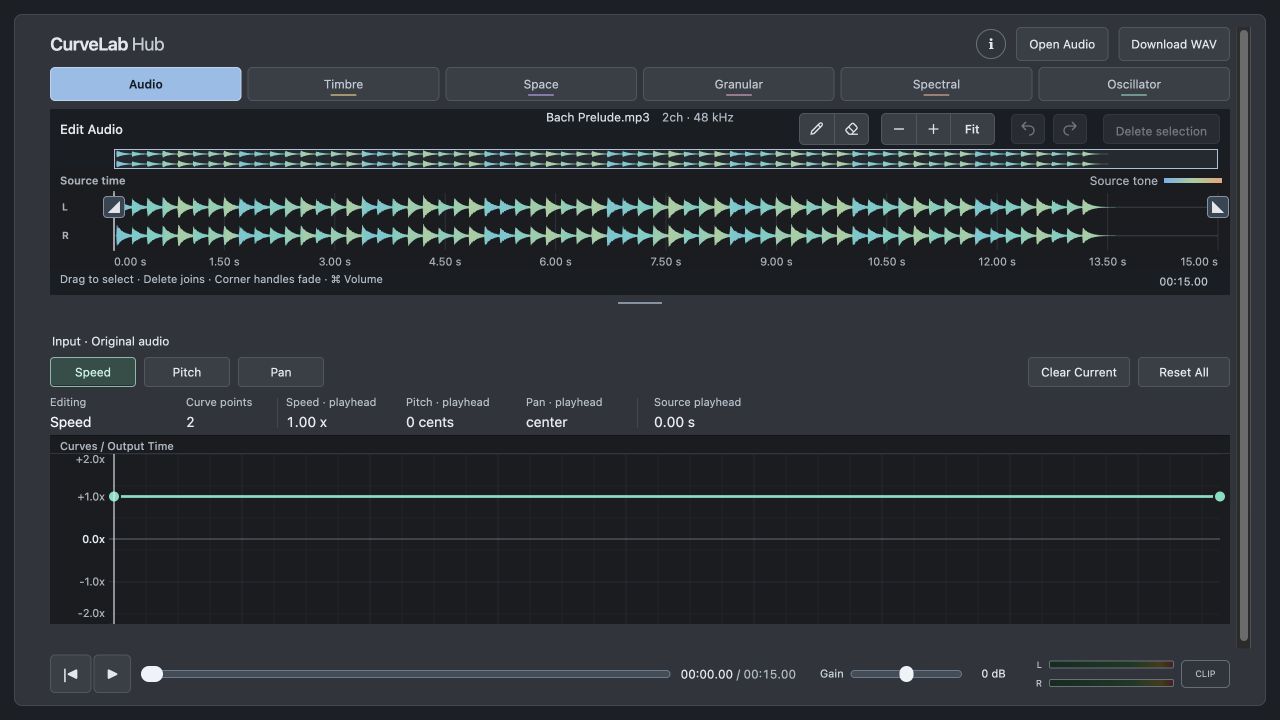 CurveLab Hub
i
Open Audio
Download WAV
Audio
Timbre
Space
Granular
Spectral
Oscillator
Edit Audio
Bach Prelude.mp3 2ch · 48 kHz
Fit
Delete selection
Source time
Source tone
L
R
0.00 s 1.50 s 3.00 s 4.50 s 6.00 s 7.50 s 9.00 s 10.50 s 12.00 s 13.50 s 15.00 s
Drag to select · Delete joins · Corner handles fade · ⌘ Volume
00:15.00
Input · Original audio
Speed
Pitch
Pan
Clear Current
Reset All
Editing
Speed
Curve points
2
Speed · playhead
1.00 x
Pitch · playhead
0 cents
Pan · playhead
center
Source playhead
0.00 s
Curves / Output Time
+2.0x
+1.0x
0.0x
-1.0x
-2.0x
00:00.00 / 00:15.00
Gain
0 dB
L
R
CLIP